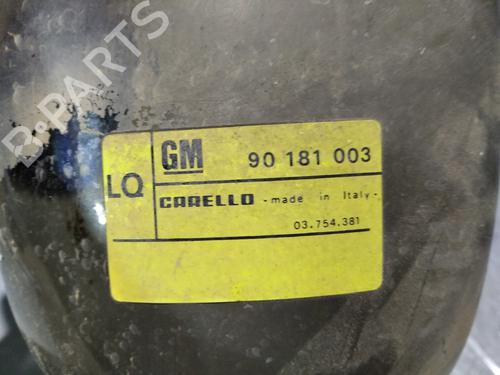 B-PARTS
GM 90 181 003
LQ
CARELLO - made in Italy -
03.754.381